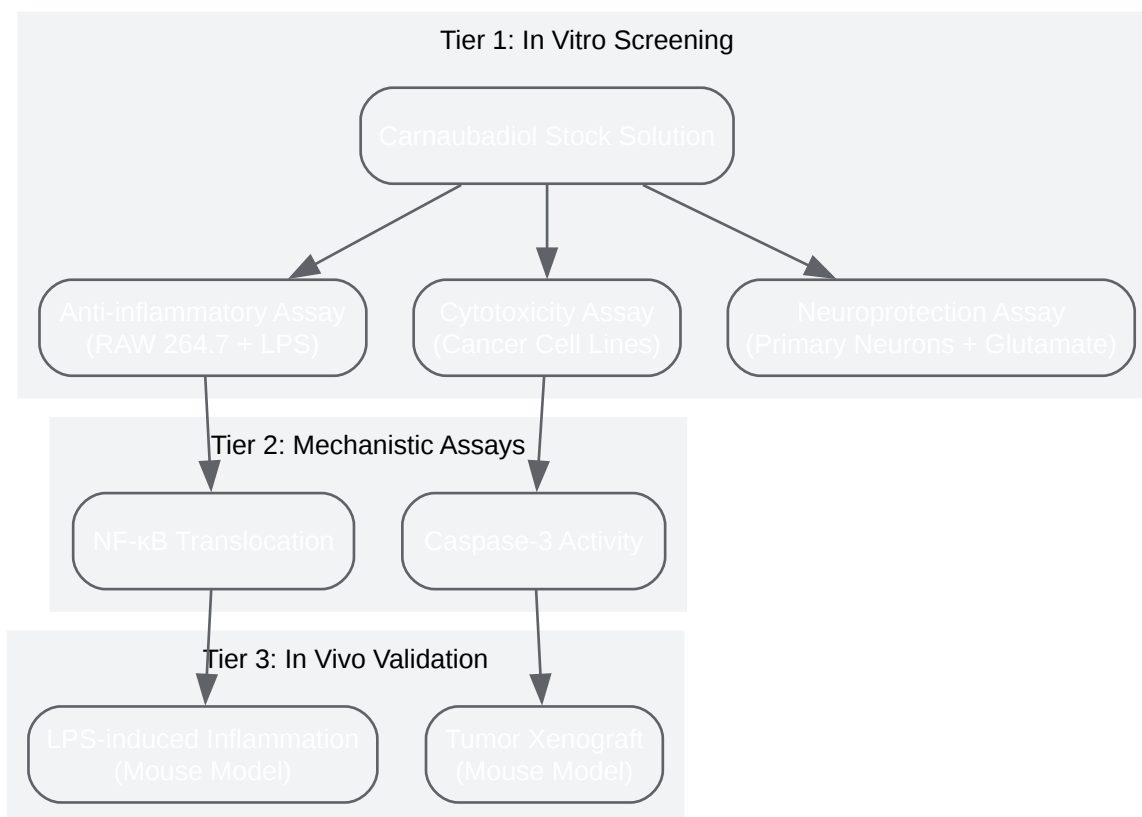 Tier 1: In Vitro Screening
Carnaubadiol Stock Solution
Anti-inflammatory Assay
(RAW 264.7 + LPS)
Cytotoxicity Assay
(Cancer Cell Lines)
Neuroprotection Assay
(Primary Neurons + Glutamate)
Tier 2: Mechanistic Assays
NF-κB Translocation
Caspase-3 Activity
Tier 3: In Vivo Validation
LPS-induced Inflammation
(Mouse Model)
Tumor Xenograft
(Mouse Model)